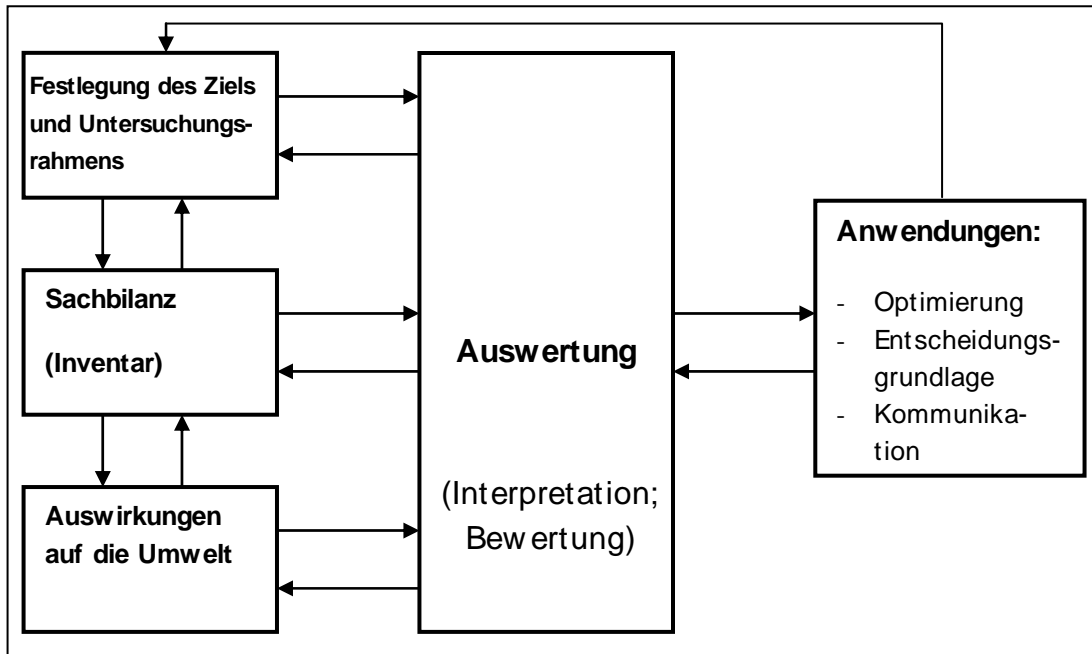 Festlegung des Ziels
und Untersuchungs-
rahmens
Sachbilanz
(Inventar)
Auswirkungen
auf die Umwelt
Auswertung
(Interpretation;
Bewertung)
Anwendungen:
- Optimierung
- Entscheidungs-
grundlage
- Kommunika-
tion